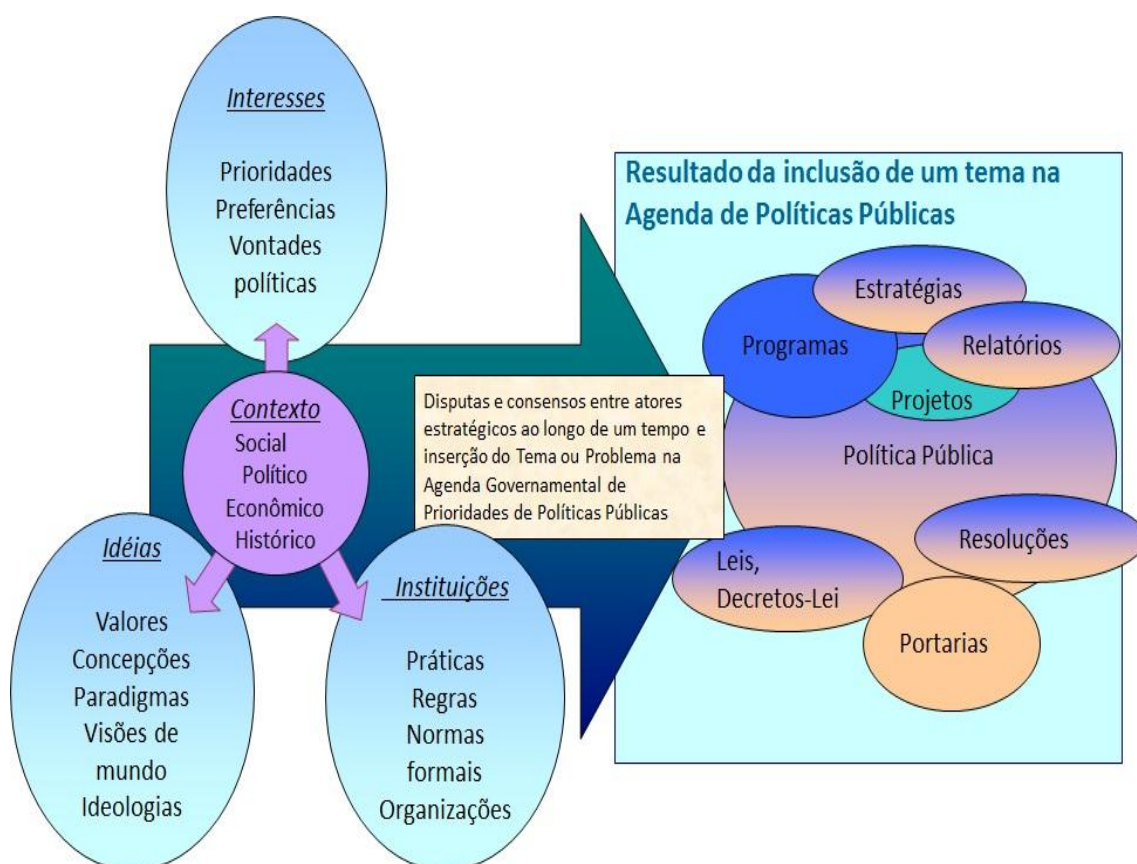 Interesses
Prioridades
Preferências
Vontades
políticas
Contexto
Social
Político
Econômico
Histórico
Idéias
Valores
Concepções
Paradigmas
Visões de
mundo
Ideologias
Instituições
Práticas
Regras
Normas
formais
Organizações
Disputas e consensos entre atores
estratégicos ao longo de um tempo e
inserção do Tema ou Problema na
Agenda Governamental de
Prioridades de Políticas Públicas
Resultado da inclusão de um tema na
Agenda de Políticas Públicas
Estratégias
Programas
Relatórios
Projetos
Política Pública
Resoluções
Leis,
Decretos-Lei
Portarias